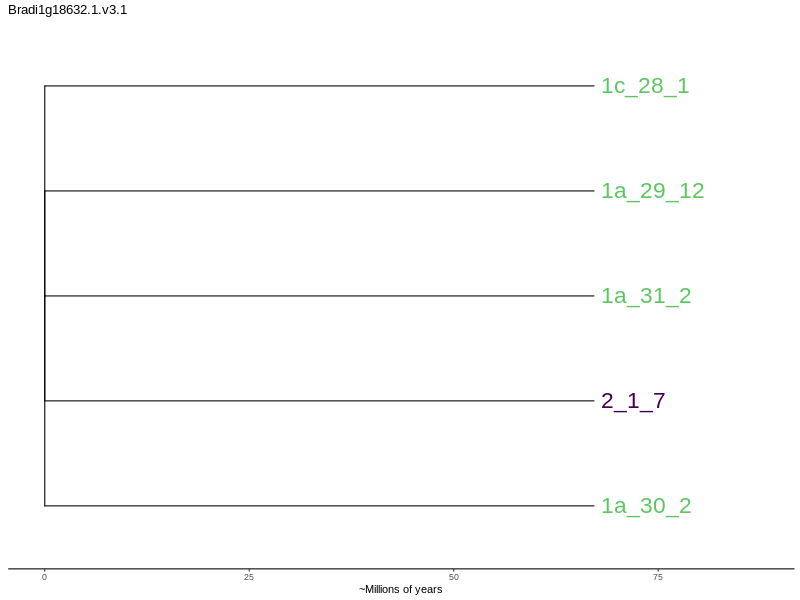 Bradi1g18632.1.v3.1
1c_28_1
1a_29_12
1a_31_2
2_1_7
1a_30_2
0 25 50 75
~Millions of years